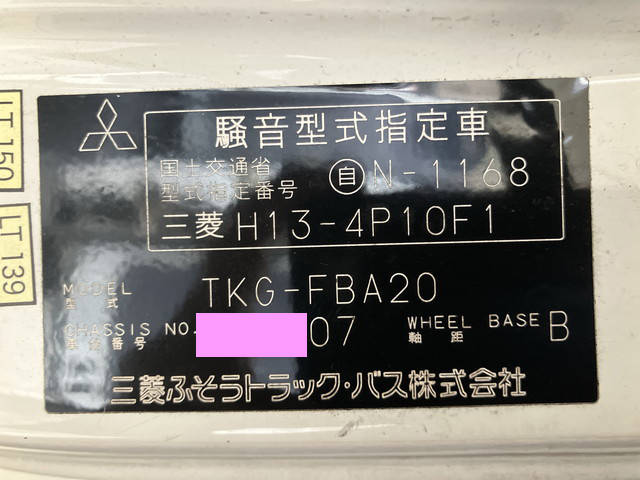 騒音型式指定車
国土交通省
型式指定番号 自N-1168
三菱 H13-4P10F1
MODEL TKG-FBA20
型式
CHASSIS NO. 07 WHEEL BASE B
車台番号 軸距
三菱ふそうトラック・バス株式会社
LT 150
LT 139